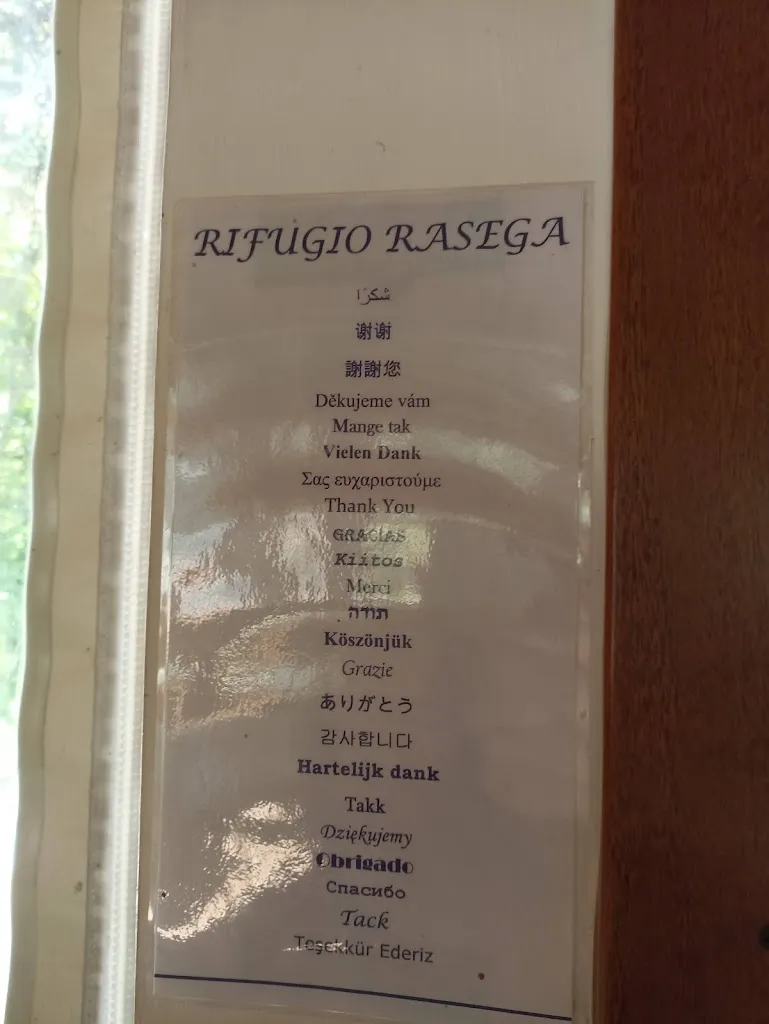 RIFUGIO RASEGA
شكرًا
谢谢
謝謝您
Děkujeme vám
Mange tak
Vielen Dank
Σας ευχαριστούμε
Thank You
GRACIAS
Kiitos
Merci
תודה
Köszönjük
Grazie
ありがとう
감사합니다
Hartelijk dank
Takk
Dziękujemy
Obrigado
Спасибо
Tack
Teşekkür Ederiz